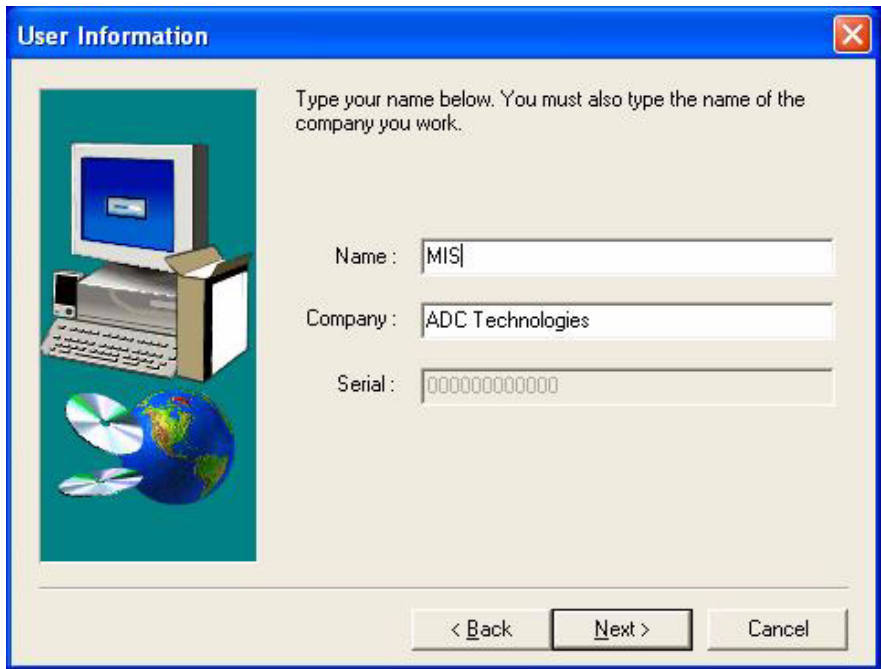 User Information
Type your name below. You must also type the name of the
company you work.
Name :
MIS
Company :
ADC Technologies
Serial :
000000000000
< Back
Next >
Cancel